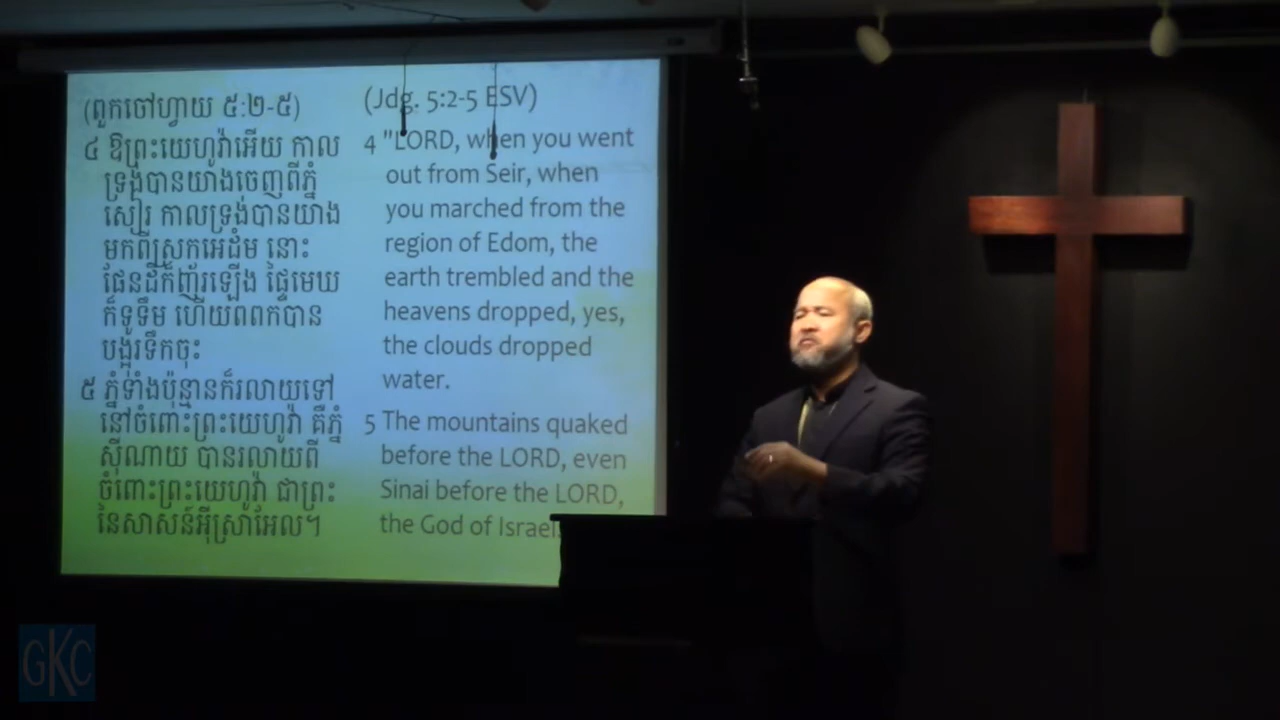 (ពួកចៅហ្វាយ ៥:២-៥)
៤ ឱព្រះយេហូវ៉ាអើយ កាល
ទ្រង់បានយាងចេញពីភ្នំ
សៀរ កាលទ្រង់បានយាង
មកពីស្រុកអេដំម នោះ
ផែនដីក៏ញ័រឡើង ផ្ទៃមេឃ
ក៏ទូទឹម ហើយពពកបាន
បង្អុរទឹកចុះ
៥ ភ្នំទាំងប៉ុន្មានក៏រលាយទៅ
នៅចំពោះព្រះយេហូវ៉ា គឺភ្នំ
ស៊ីណាយ បានរលាយពី
ចំពោះព្រះយេហូវ៉ា ជាព្រះ
នៃសាសន៍អ៊ីស្រាអែល។
(Jdg. 5:2-5 ESV)
4 "LORD, when you went
out from Seir, when
you marched from the
region of Edom, the
earth trembled and the
heavens dropped, yes,
the clouds dropped
water.
5 The mountains quaked
before the LORD, even
Sinai before the LORD,
the God of Israel.
GKC